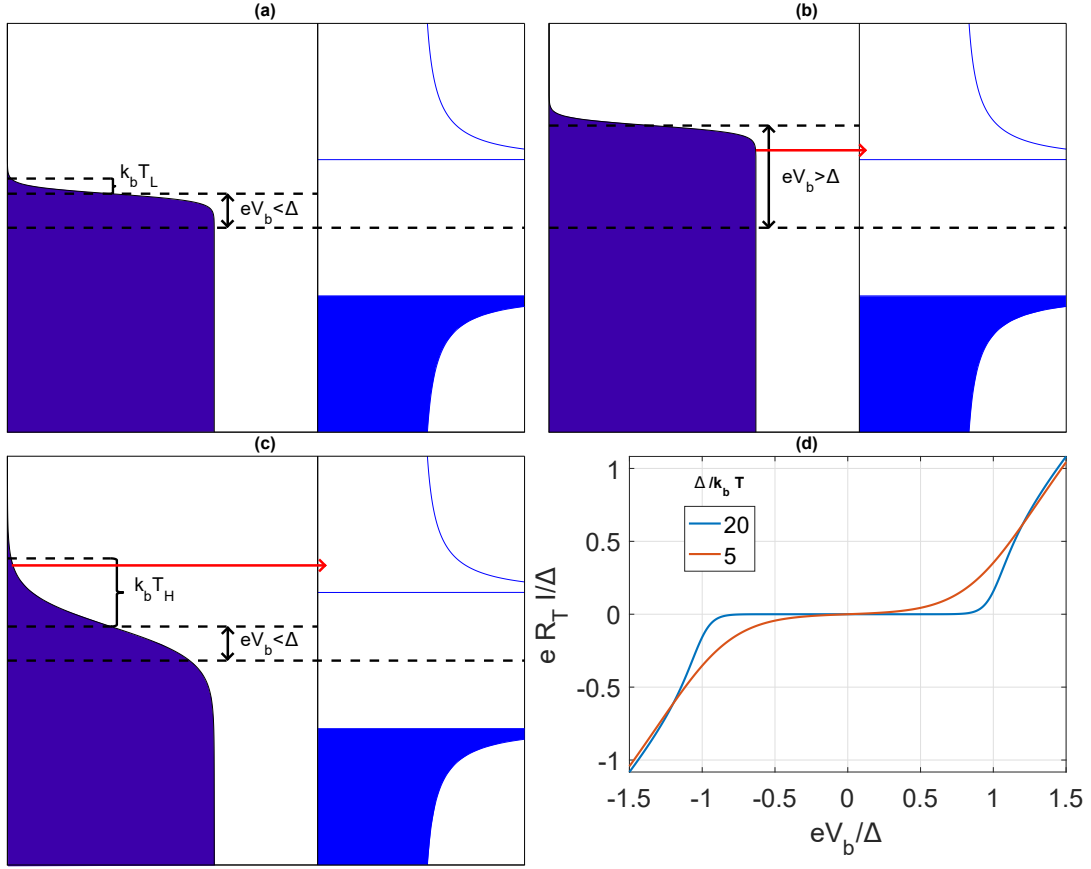 (a)
k_b T_L
eV_b<Δ
(b)
eV_b>Δ
(c)
k_b T_H
eV_b<Δ
(d)
Δ /k_b T
20
5
1
0.5
0
-0.5
-1
e R_T I/Δ
-1.5
-1
-0.5
0
0.5
1
1.5
eV_b/Δ